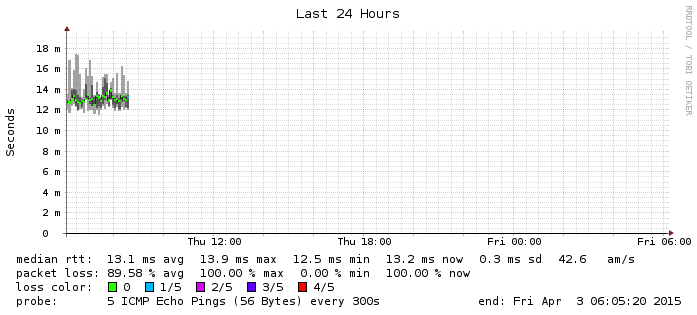 Last 24 Hours
RRDTOOL / TOBI OETIKER
Seconds
18 m
16 m
14 m
12 m
10 m
8 m
6 m
4 m
2 m
0
Thu 12:00 Thu 18:00 Fri 00:00 Fri 06:00
median rtt: 13.1 ms avg 13.9 ms max 12.5 ms min 13.2 ms now 0.3 ms sd 42.6 am/s
packet loss: 89.58 % avg 100.00 % max 0.00 % min 100.00 % now
loss color: 0 1/5 2/5 3/5 4/5
probe: 5 ICMP Echo Pings (56 Bytes) every 300s end: Fri Apr 3 06:05:20 2015